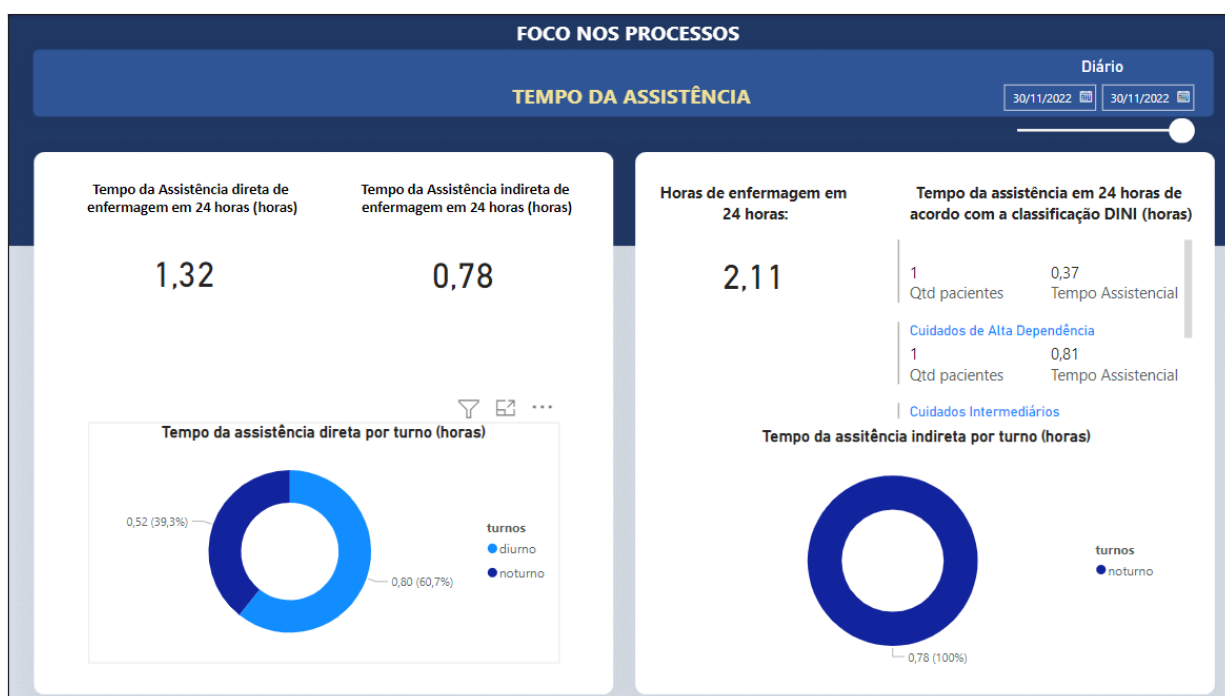 FOCO NOS PROCESSOS
Diário
TEMPO DA ASSISTÊNCIA
30/11/2022
30/11/2022
Tempo da Assistência direta de
enfermagem em 24 horas (horas)
1,32
Tempo da Assistência indireta de
enfermagem em 24 horas (horas)
0,78
Tempo da assistência direta por turno (horas)
0,52 (39,3%)
0,80 (60,7%)
turnos
diurno
noturno
Horas de enfermagem em
24 horas:
2,11
Tempo da assistência em 24 horas de
acordo com a classificação DINI (horas)
1 0,37
Qtd pacientes Tempo Assistencial
Cuidados de Alta Dependência
1 0,81
Qtd pacientes Tempo Assistencial
Cuidados Intermediários
Tempo da assitência indireta por turno (horas)
turnos
noturno
0,78 (100%)